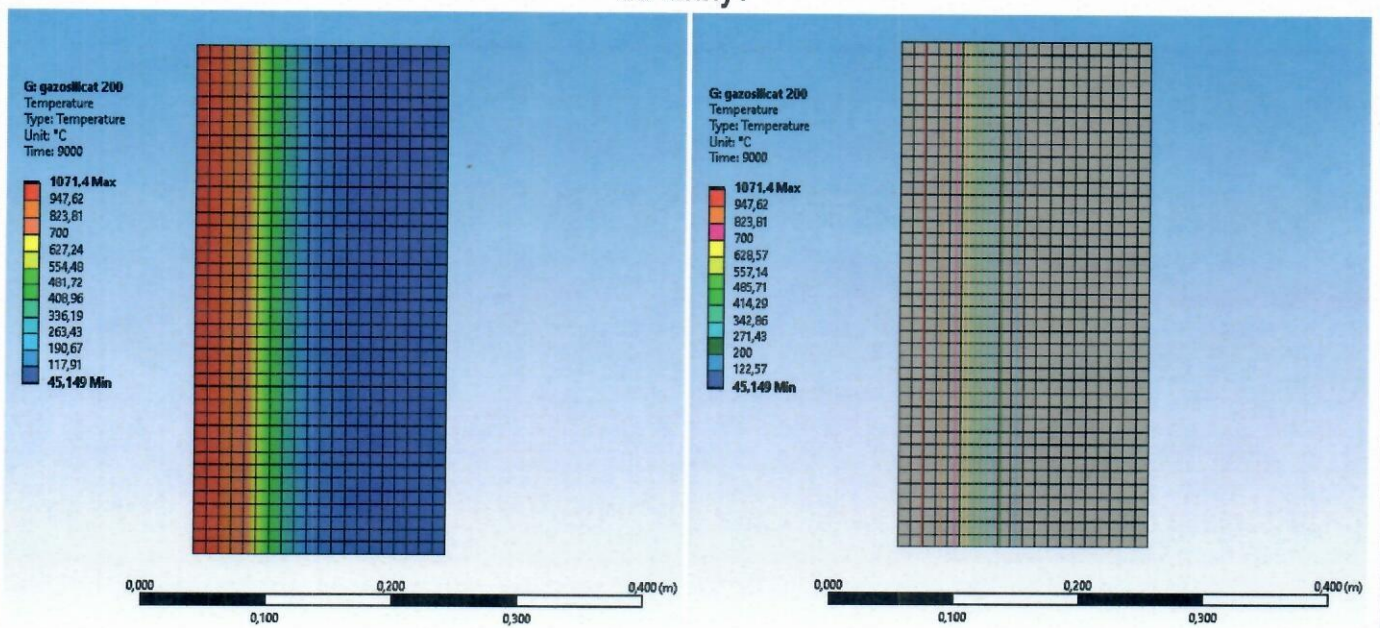 G: gazosilicat 200
Temperature
Type: Temperature
Unit: °C
Time: 9000
1071,4 Max
947,62
823,81
700
627,24
554,48
481,72
408,96
336,19
263,43
190,67
117,91
45,149 Min
0,000 0,200 0,400 (m)
0,100 0,300
G: gazosilicat 200
Temperature
Type: Temperature
Unit: °C
Time: 9000
1071,4 Max
947,62
823,81
700
628,57
557,14
485,71
414,29
342,86
271,43
200
122,57
45,149 Min
0,000 0,200 0,400 (m)
0,100 0,300